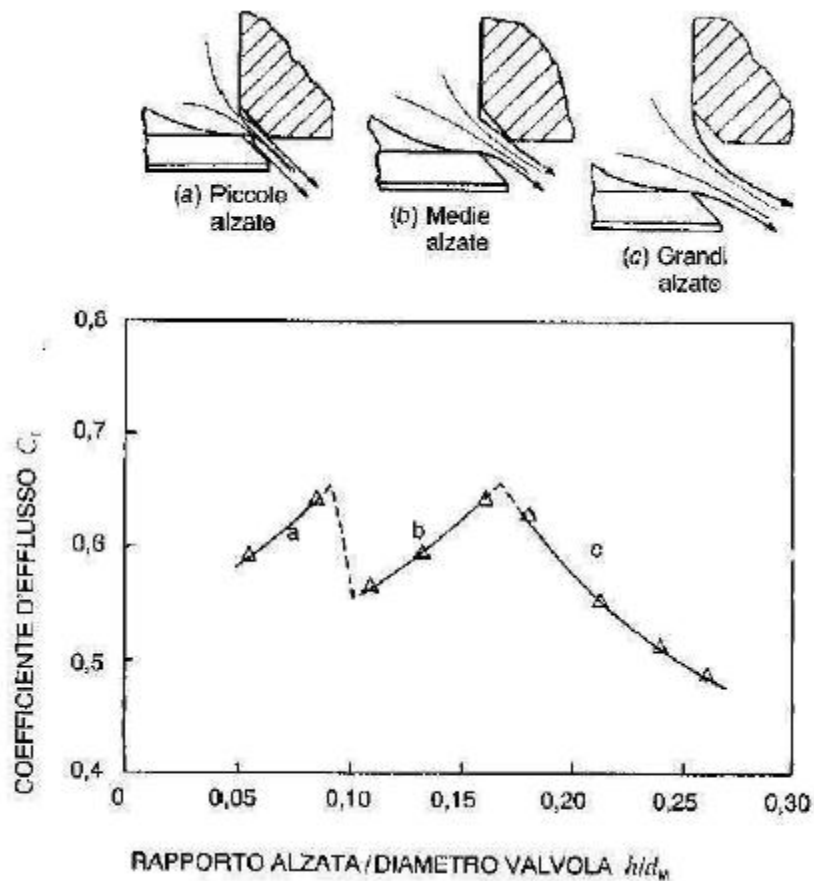 (a) Piccole
alzate
(b) Medie
alzate
(c) Grandi
alzate
COEFFICIENTE D'EFFLUSSO
0,8
0,7
0,6
0,5
0,4
a
b
c
0
0,05
0,10
0,15
0,20
0,25
0,30
RAPPORTO ALZATA/DIAMETRO VALVOLA h/d